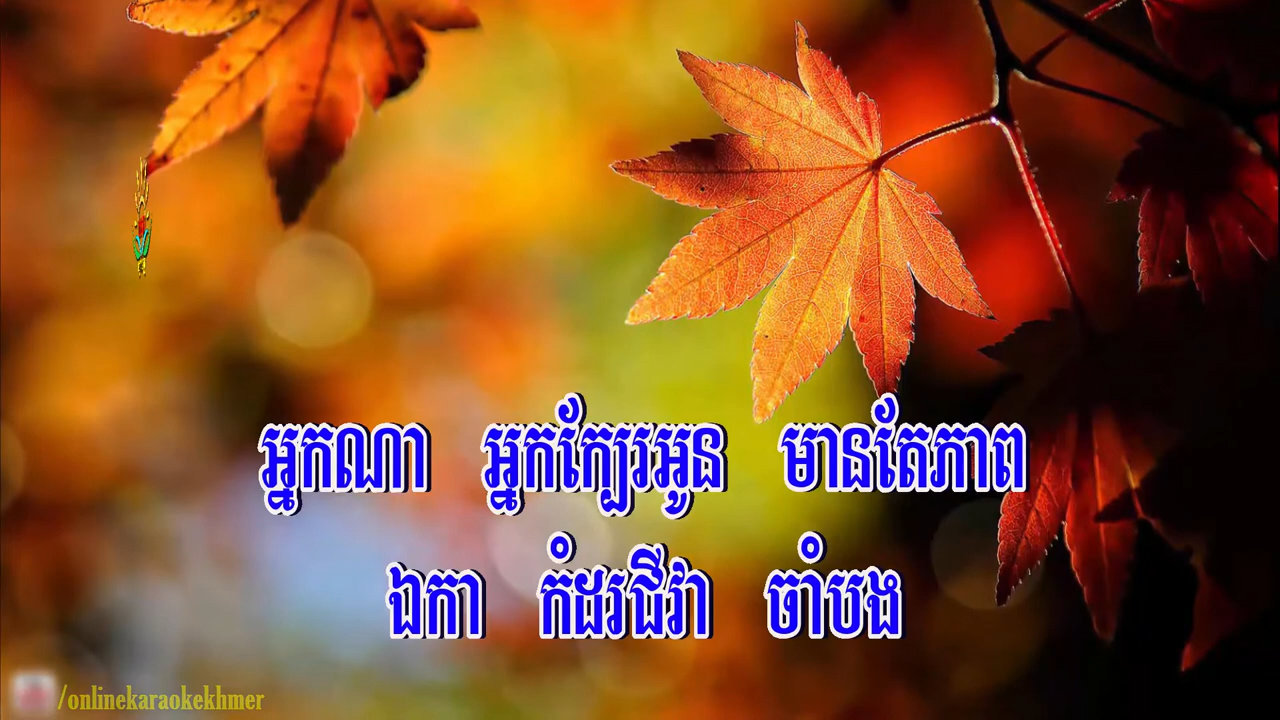 អ្នកណា អ្នកក្បែរអូន មានតែភាព
ឯកា កំដរជីវា ចាំបង
/onlinekaraokekhmer